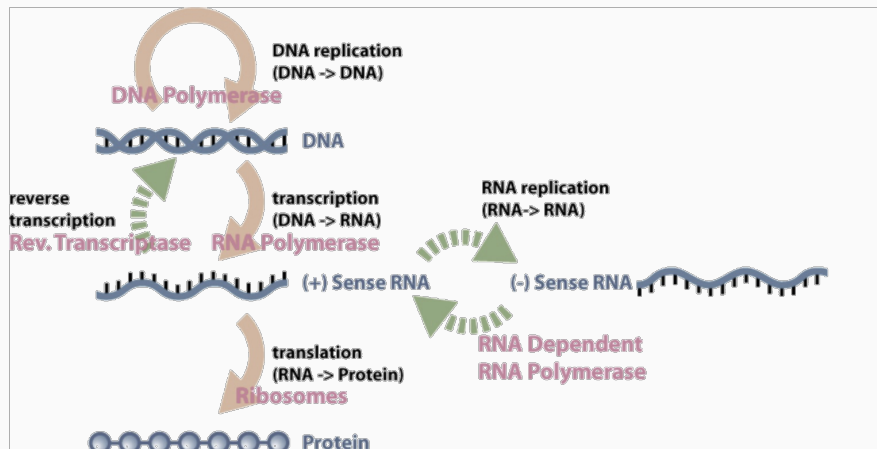 DNA replication
(DNA -> DNA)
DNA Polymerase
DNA
reverse
transcription
Rev. Transcriptase
transcription
(DNA -> RNA)
RNA Polymerase
RNA replication
(RNA-> RNA)
(+) Sense RNA
(-) Sense RNA
RNA Dependent
RNA Polymerase
translation
(RNA -> Protein)
Ribosomes
Protein